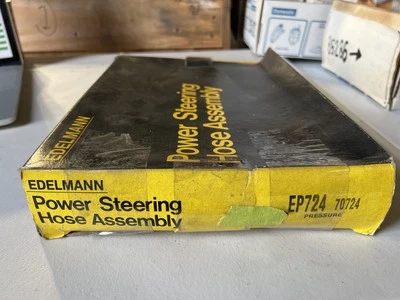 EDELMANN
Power Steering
Hose Assembly
EDELMANN
Power Steering
Hose Assembly
EP724 70724
PRESSURE